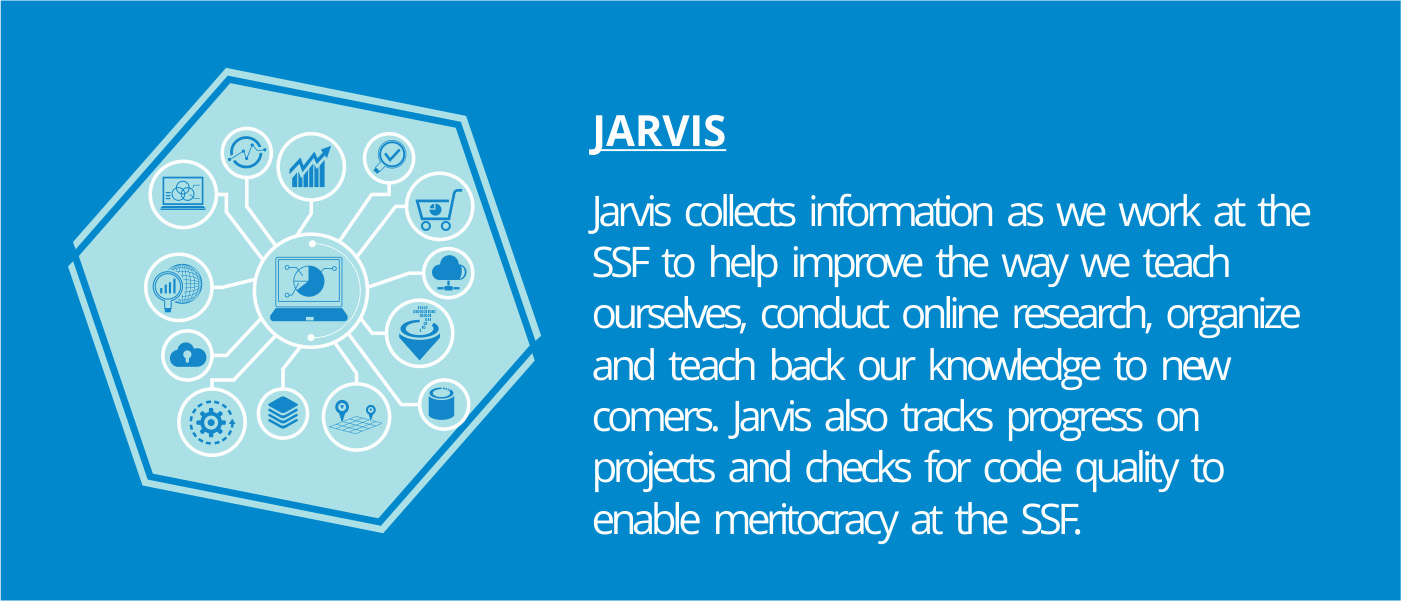 JARVIS
Jarvis collects information as we work at the
SSF to help improve the way we teach
ourselves, conduct online research, organize
and teach back our knowledge to new
comers. Jarvis also tracks progress on
projects and checks for code quality to
enable meritocracy at the SSF.